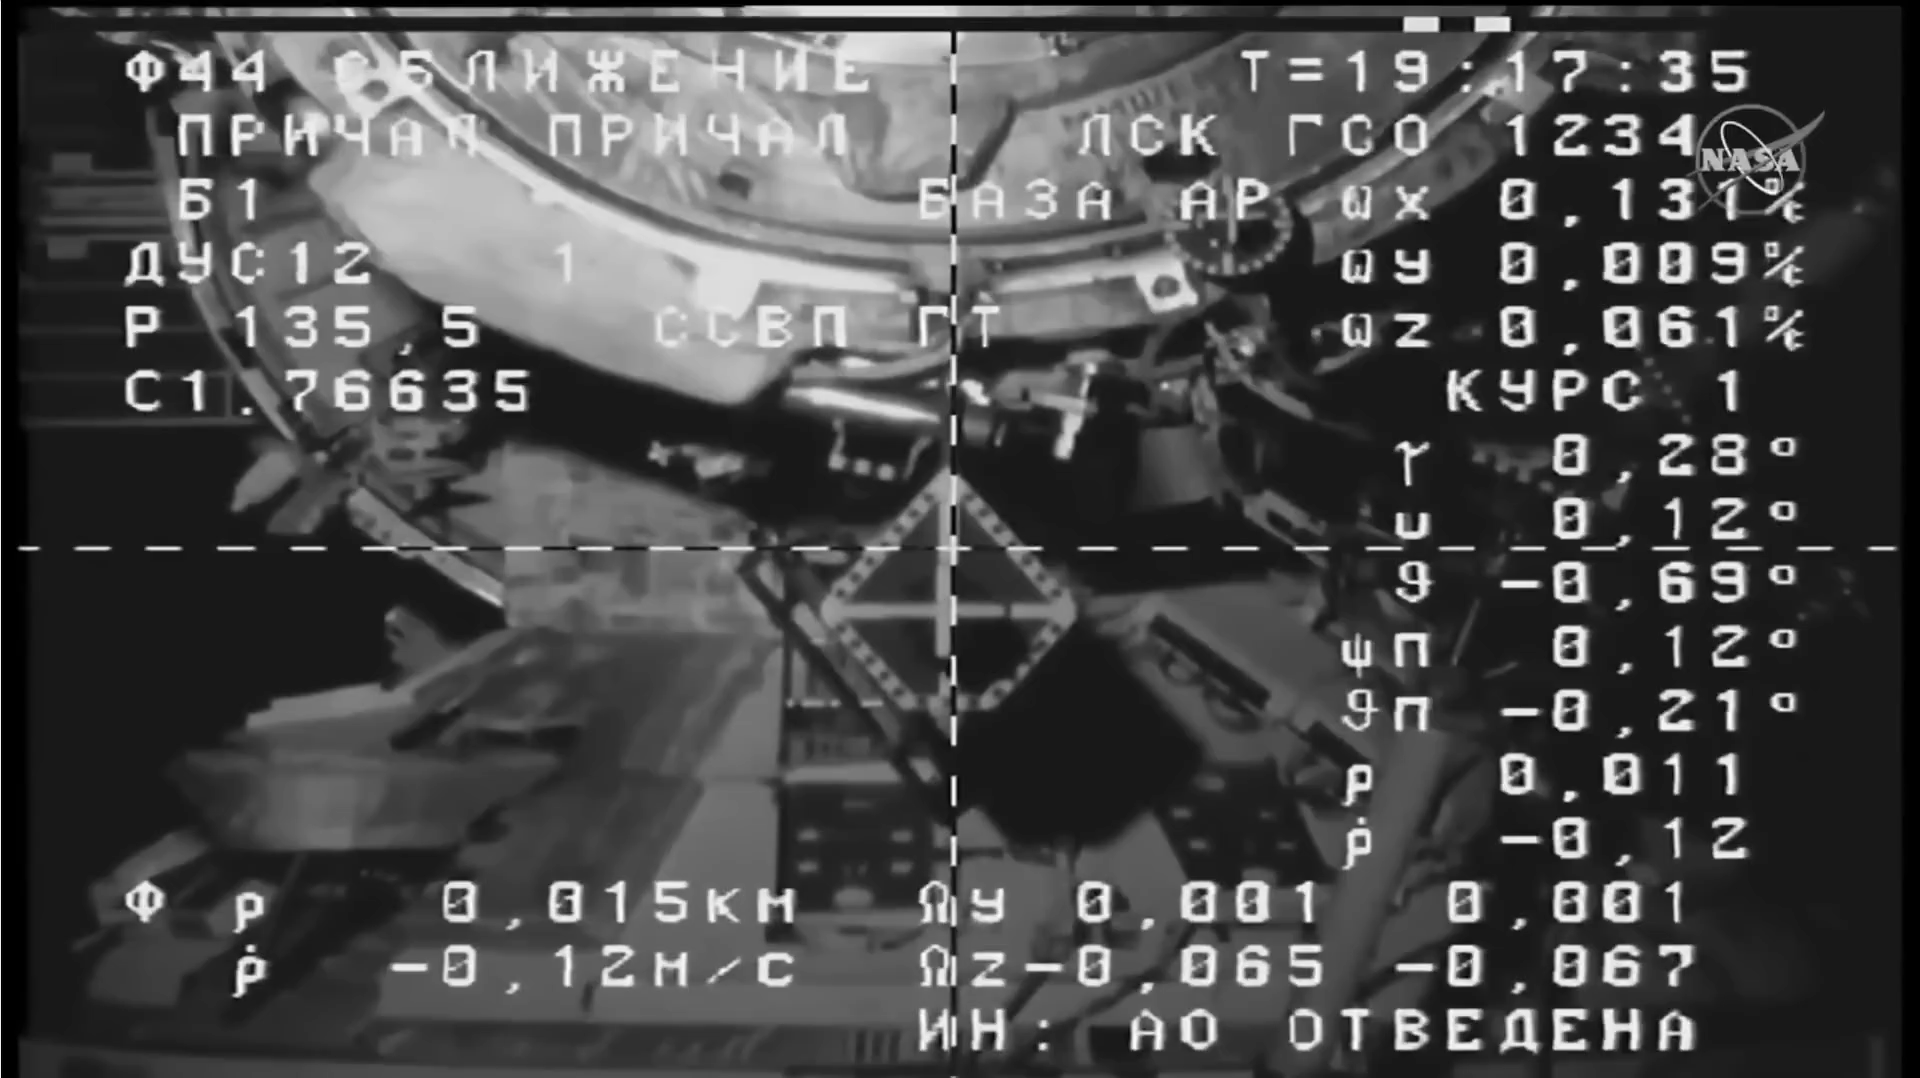 Ф44 СБЛИЖЕНИЕ T=19:17:35
ПРИЧАЛ ПРИЧАЛ ЛСК ГСО 1234
NASA
Б1 БАЗА АР ωx 0,131°/с
ДУС12 1 ωy 0,009°/с
Р 135,5 ССВП ГТ ωz 0,061°/с
С1.76635 КУРС 1
γ 0,28°
ш 0,12°
ϑ -0,69°
ψП 0,12°
ϑП -0,21°
ρ 0,011
ρ̇ -0,12
Ф ρ 0,015км Ωy 0,001 0,001
ρ̇ -0,12м/с Ωz-0,065 -0,067
ИН: АО ОТВЕДЕНА